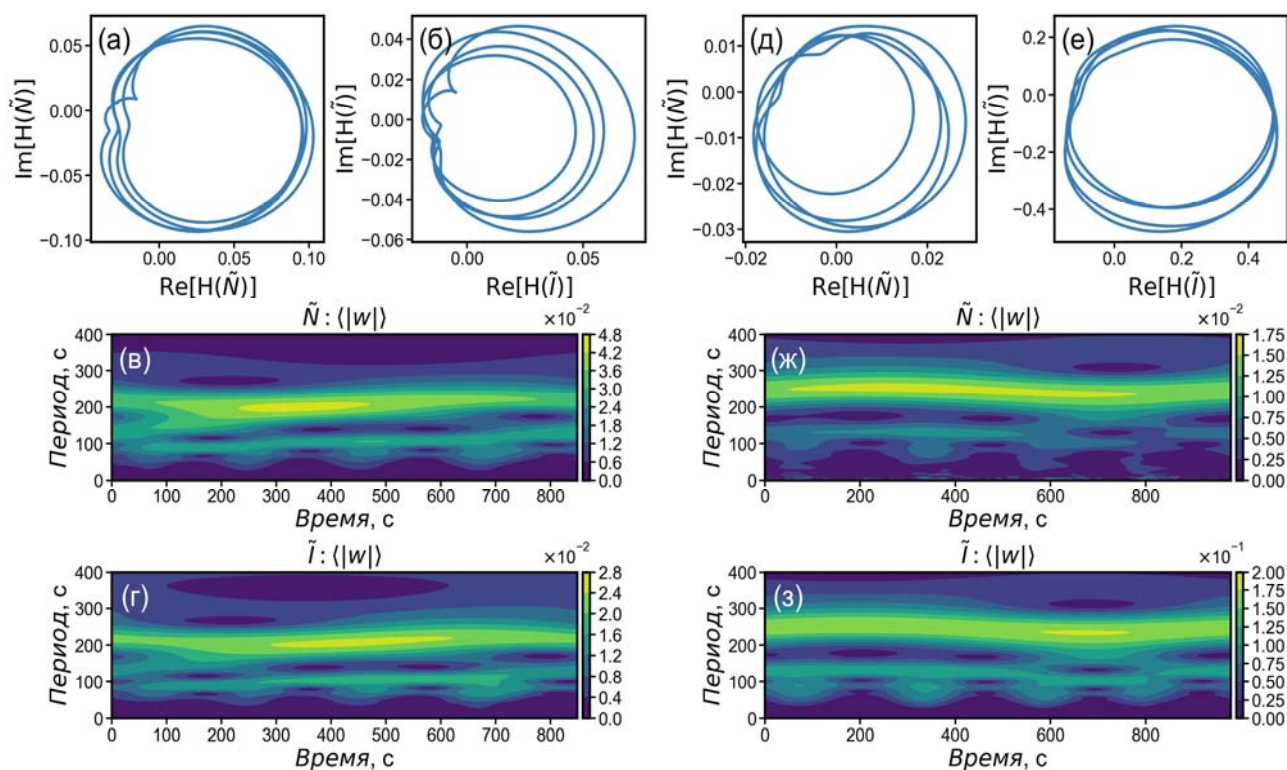 (а) (б) (д) (е)
0.05 0.00 −0.05 −0.10
Im[H(Ñ)]
0.00 0.05 0.10
Re[H(Ñ)]
0.04 0.02 0.00 −0.02 −0.04 −0.06
Im[H(Ĩ)]
0.00 0.05
Re[H(Ĩ)]
0.01 0.00 −0.01 −0.02 −0.03
Im[H(Ñ)]
−0.02 0.00 0.02
Re[H(Ñ)]
0.2 0.0 −0.2 −0.4
Im[H(Ĩ)]
0.0 0.2 0.4
Re[H(Ĩ)]
Ñ : ⟨|w|⟩ ×10⁻²
(в)
Период, с
400 300 200 100 0
0 100 200 300 400 500 600 700 800
Время, с
4.8 4.2 3.6 3.0 2.4 1.8 1.2 0.6 0.0
Ñ : ⟨|w|⟩ ×10⁻²
(ж)
Период, с
400 300 200 100 0
0 200 400 600 800
Время, с
1.75 1.50 1.25 1.00 0.75 0.50 0.25 0.00
Ĩ : ⟨|w|⟩ ×10⁻²
(г)
Период, с
400 300 200 100 0
0 100 200 300 400 500 600 700 800
Время, с
2.8 2.4 2.0 1.6 1.2 0.8 0.4 0.0
Ĩ : ⟨|w|⟩ ×10⁻¹
(з)
Период, с
400 300 200 100 0
0 200 400 600 800
Время, с
2.00 1.75 1.50 1.25 1.00 0.75 0.50 0.25 0.00